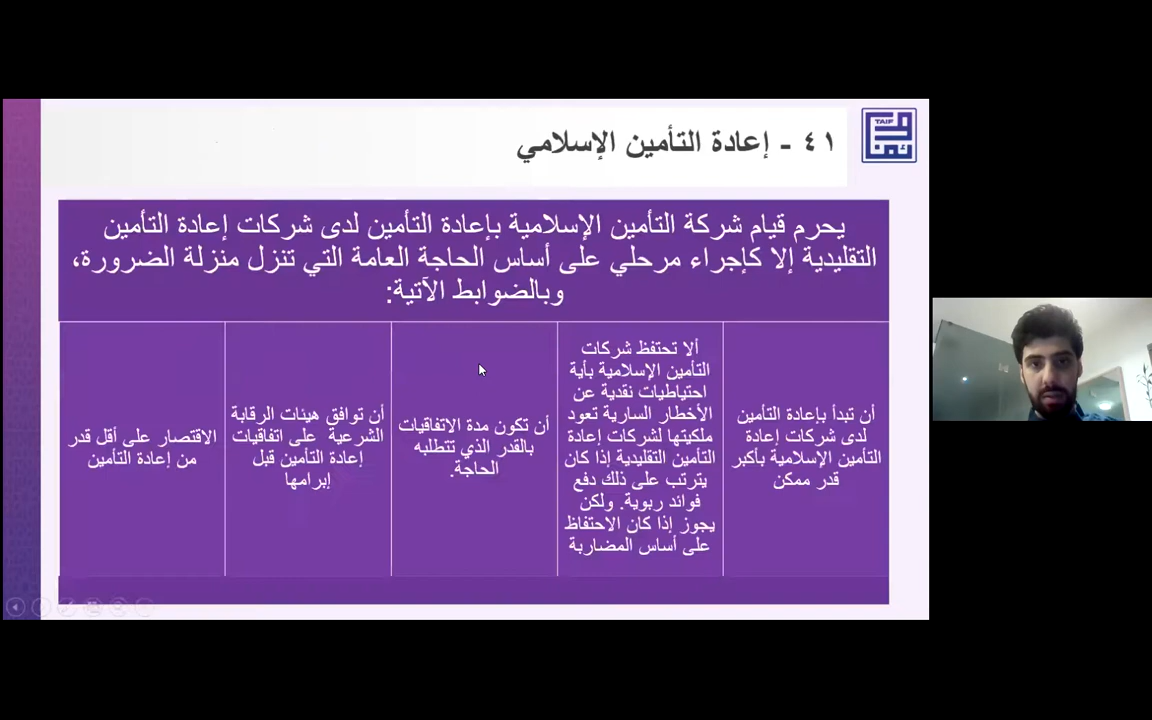 ٤١ - إعادة التأمين الإسلامي
TAIF
يحرم قيام شركة التأمين الإسلامية بإعادة التأمين لدى شركات إعادة التأمين
التقليدية إلا كإجراء مرحلي على أساس الحاجة العامة التي تنزل منزلة الضرورة،
وبالضوابط الآتية:
أن تبدأ بإعادة التأمين
لدى شركات إعادة
التأمين الإسلامية بأكبر
قدر ممكن
ألا تحتفظ شركات
التأمين الإسلامية بأية
احتياطيات نقدية عن
الأخطار السارية تعود
ملكيتها لشركات إعادة
التأمين التقليدية إذا كان
يترتب على ذلك دفع
فوائد ربوية. ولكن
يجوز إذا كان الاحتفاظ
على أساس المضاربة
أن تكون مدة الاتفاقيات
بالقدر الذي تتطلبه
الحاجة.
أن توافق هيئات الرقابة
الشرعية على اتفاقيات
إعادة التأمين قبل
إبرامها
الاقتصار على أقل قدر
من إعادة التأمين